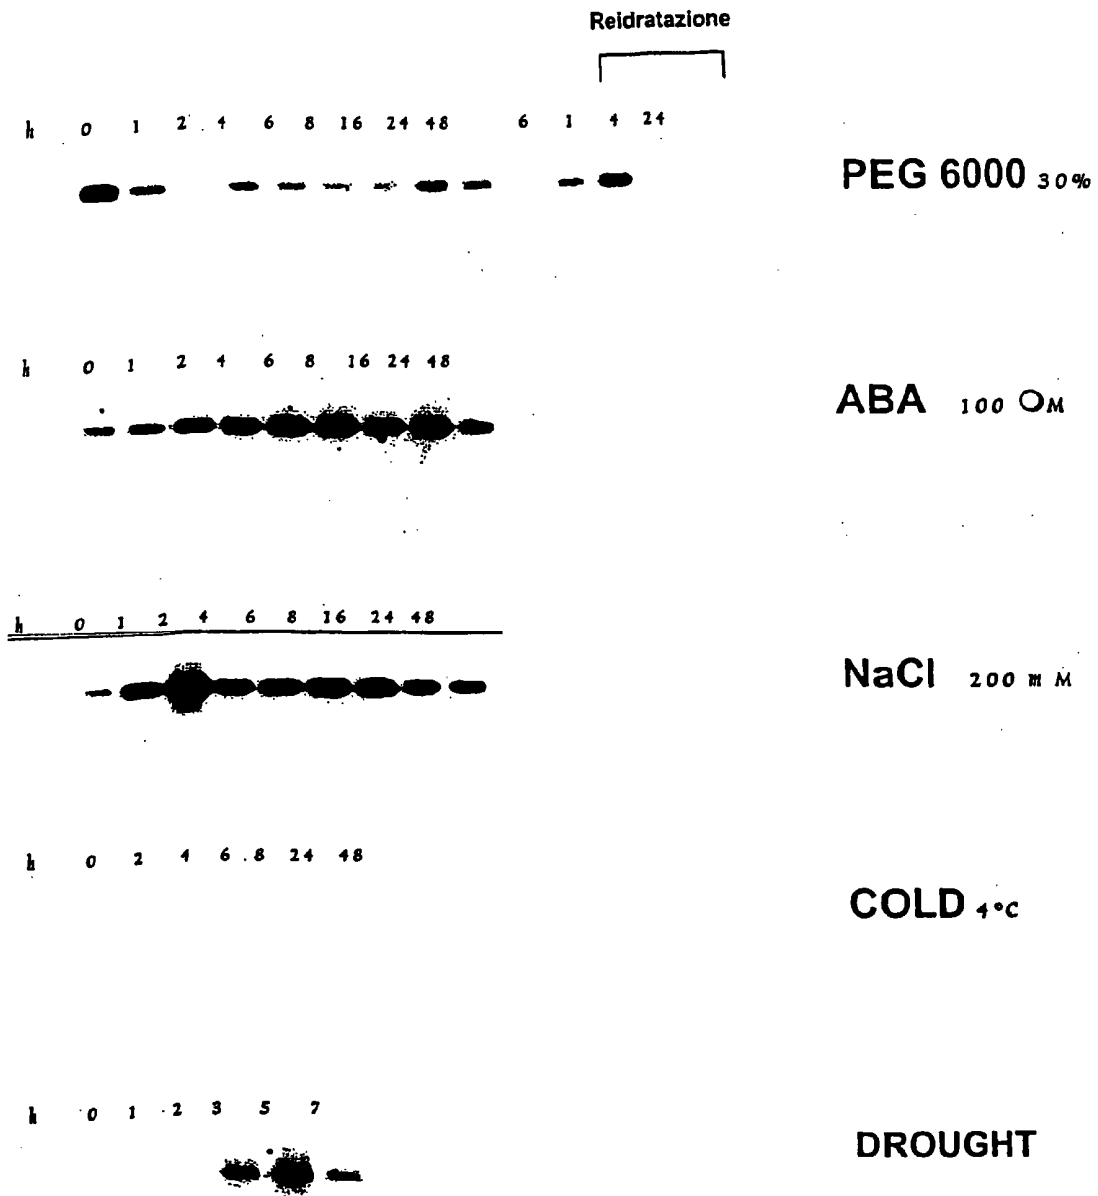 Reidratazione
h 0 1 2 4 6 8 16 24 48 6 1 4 24
PEG 6000 30%
h 0 1 2 4 6 8 16 24 48
ABA 100 OM
h 0 1 2 4 6 8 16 24 48
NaCl 200 m M
h 0 2 4 6 8 24 48
COLD 4°C
h 0 1 2 3 5 7
DROUGHT